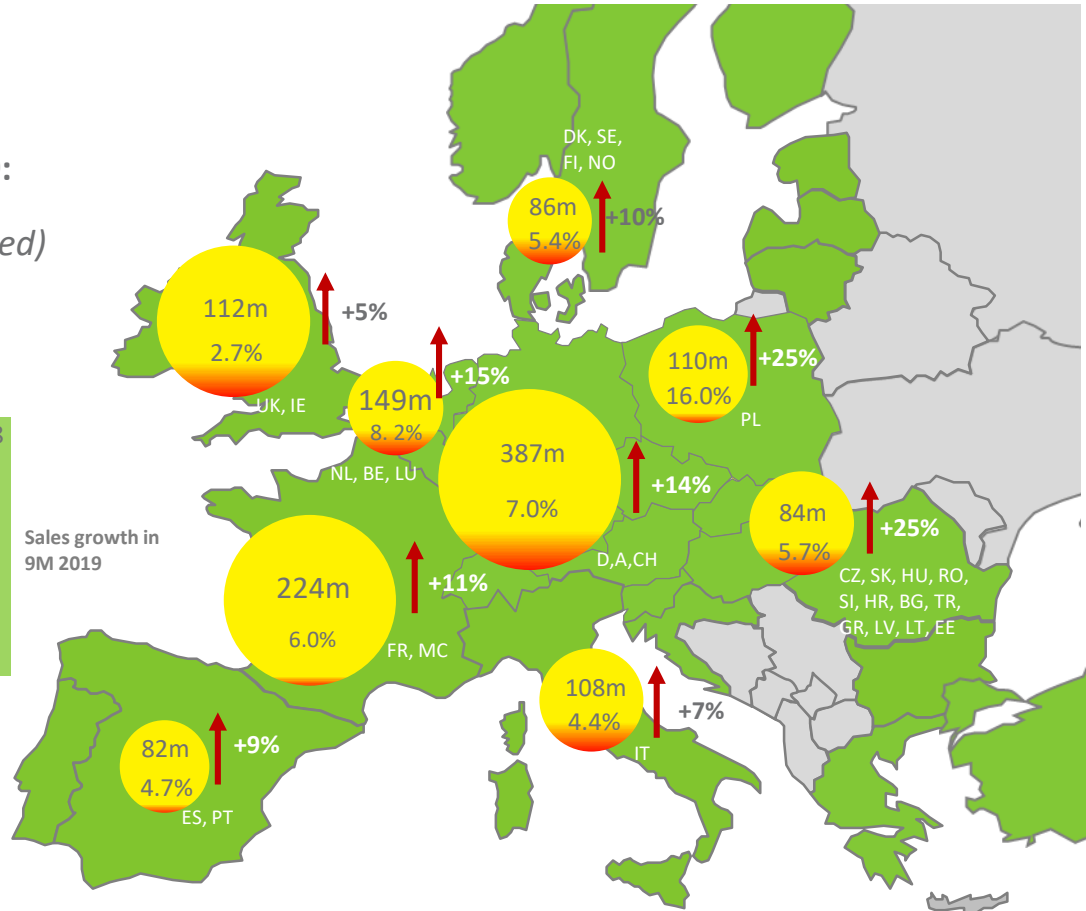 :
ed)
DK, SE,
FI, NO
86m
5.4%
+10%
112m
2.7%
+5%
UK, IE
149m
8. 2%
+15%
NL, BE, LU
110m
16.0%
+25%
PL
387m
7.0%
+14%
D,A,CH
84m
5.7%
+25%
CZ, SK, HU, RO,
SI, HR, BG, TR,
GR, LV, LT, EE
Sales growth in
9M 2019
224m
6.0%
+11%
FR, MC
108m
4.4%
+7%
IT
82m
4.7%
+9%
ES, PT